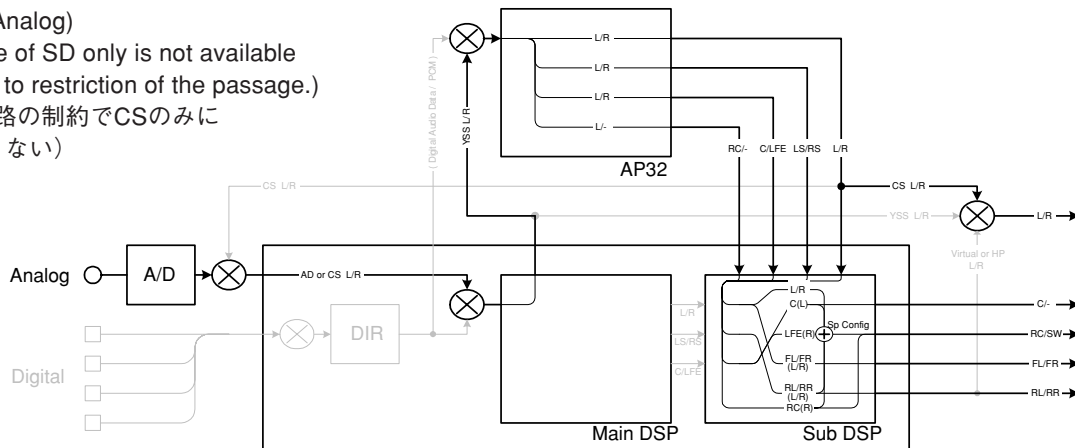 Analog)
e of SD only is not available
to restriction of the passage.)
路の制約でCSのみに
ない）
( Digital Audio Data / PCM )
YSS L/R
L/R
L/R
L/R
L/-
AP32
RC/-
C/LFE
LS/RS
L/R
CS L/R
CS L/R
YSS L/R
L/R
Virtual or HP
L/R
Analog
A/D
AD or CS L/R
DIR
Digital
L/R
LS/RS
C/LFE
Main DSP
L/R
C(L)
LFE(R)
Sp Config
FL/FR
(L/R)
RL/RR
(L/R)
RC(R)
Sub DSP
C/-
RC/SW
FL/FR
RL/RR